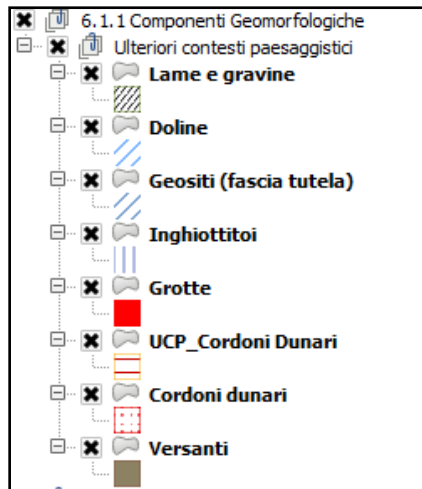 6.1.1 Componenti Geomorfologiche
Ulteriori contesti paesaggistici
Lame e gravine
Doline
Geositi (fascia tutela)
Inghiottitoi
Grotte
UCP_Cordoni Dunari
Cordoni dunari
Versanti